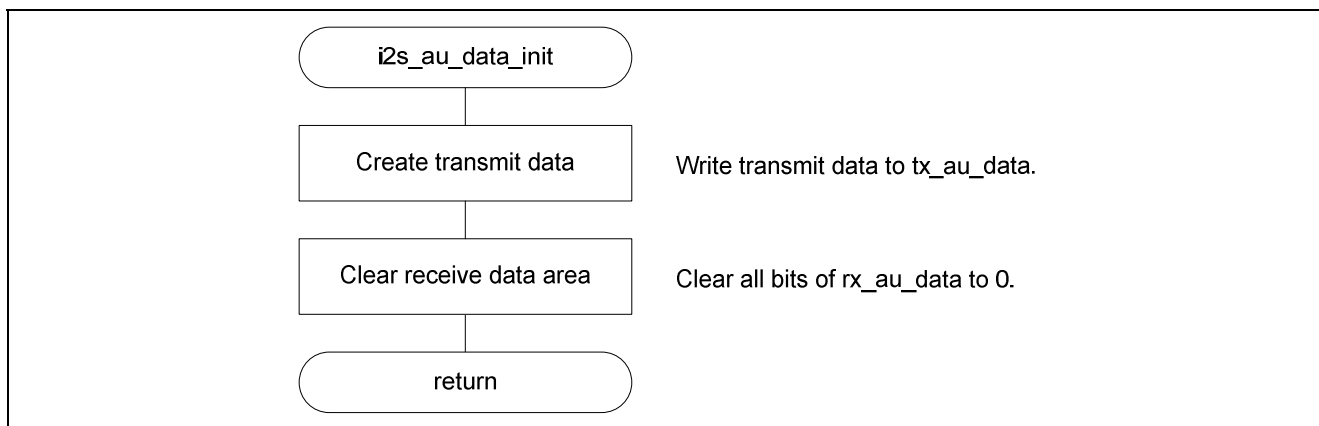 i2s_au_data_init
Create transmit data
Write transmit data to tx_au_data.
Clear receive data area
Clear all bits of rx_au_data to 0.
return